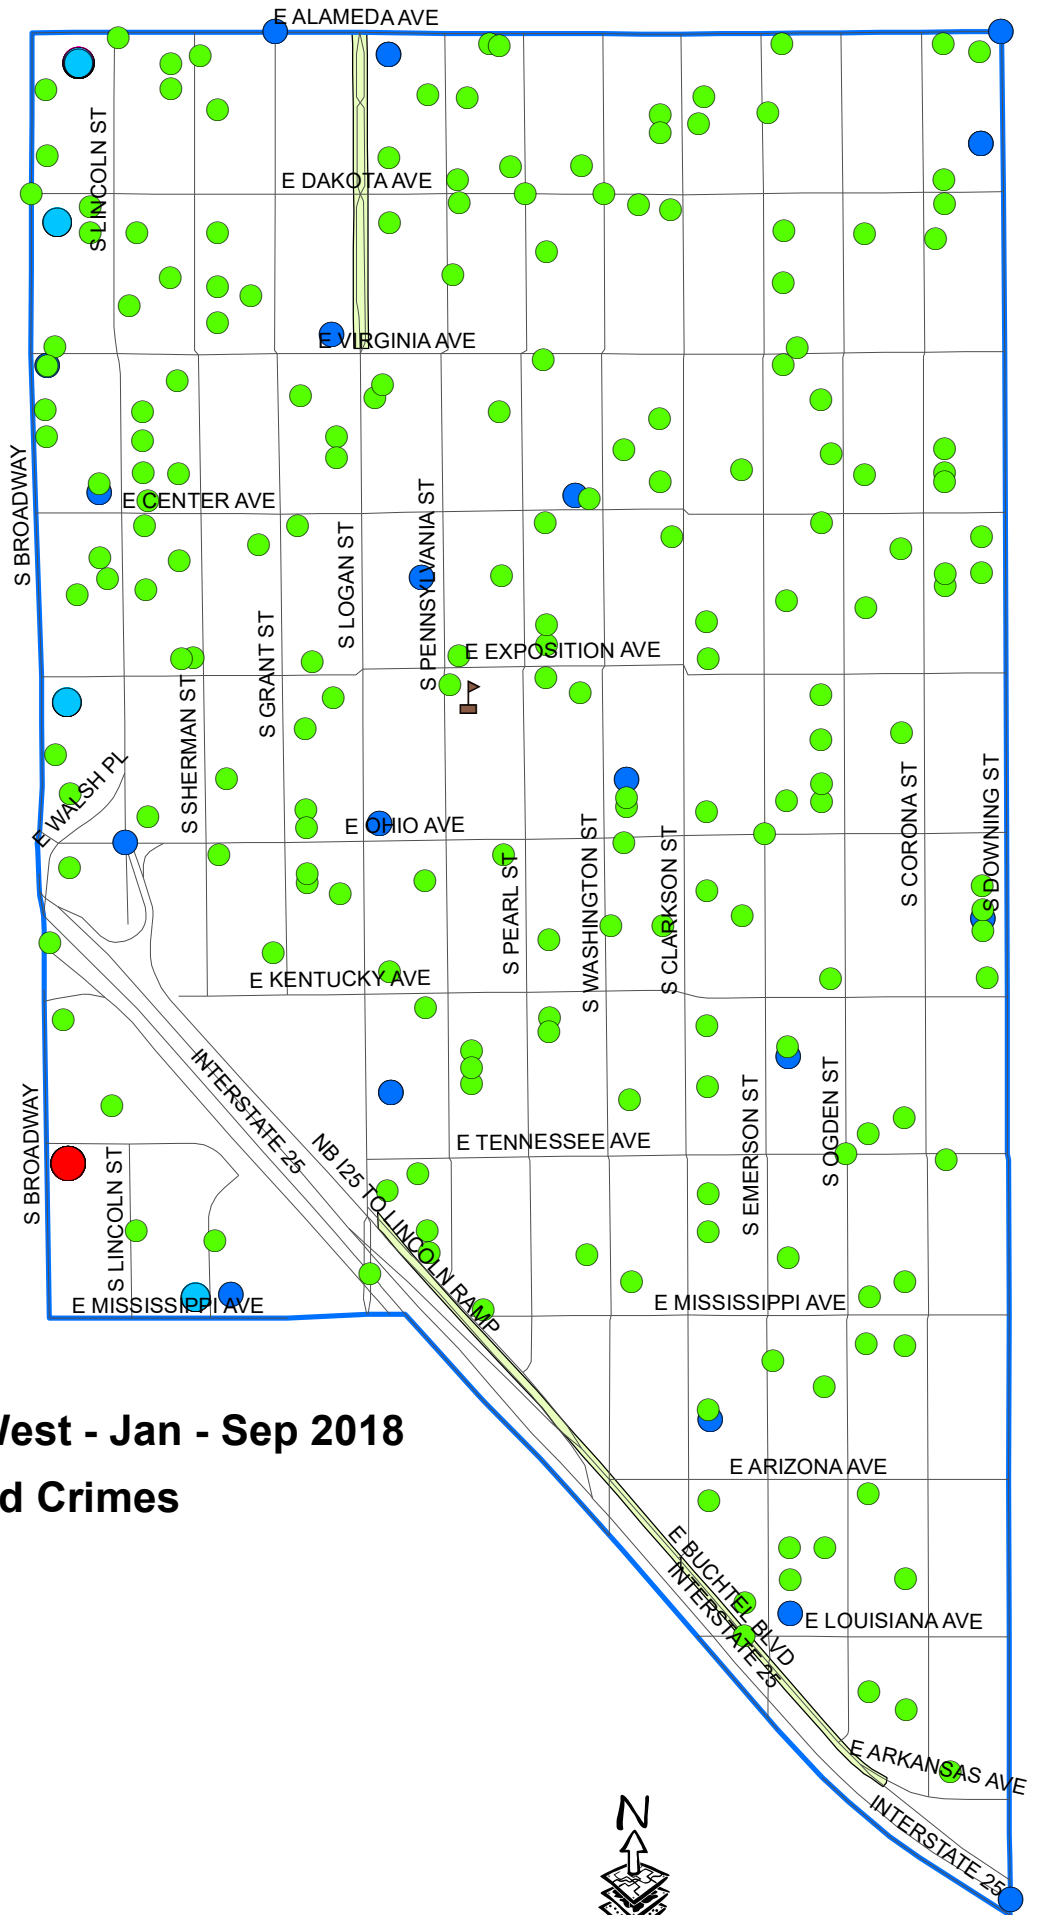 E ALAMEDA AVE
S LINCOLN ST
E DAKOTA AVE
E VIRGINIA AVE
S BROADWAY
E CENTER AVE
S LOGAN ST
S PENNSYLVANIA ST
S GRANT ST
E EXPOSITION AVE
S SHERMAN ST
E WALSH PL
E OHIO AVE
S PEARL ST
S WASHINGTON ST
S CLARKSON ST
S CORONA ST
S DOWNING ST
E KENTUCKY AVE
INTERSTATE 25
NB I25 TO LINCOLN RAMP
E TENNESSEE AVE
S EMERSON ST
S OGDEN ST
S BROADWAY
S LINCOLN ST
E MISSISSIPPI AVE
E MISSISSIPPI AVE
West - Jan - Sep 2018
d Crimes
E ARIZONA AVE
E BUCHTEL BLVD
INTERSTATE 25
E LOUISIANA AVE
E ARKANSAS AVE
INTERSTATE 25
N